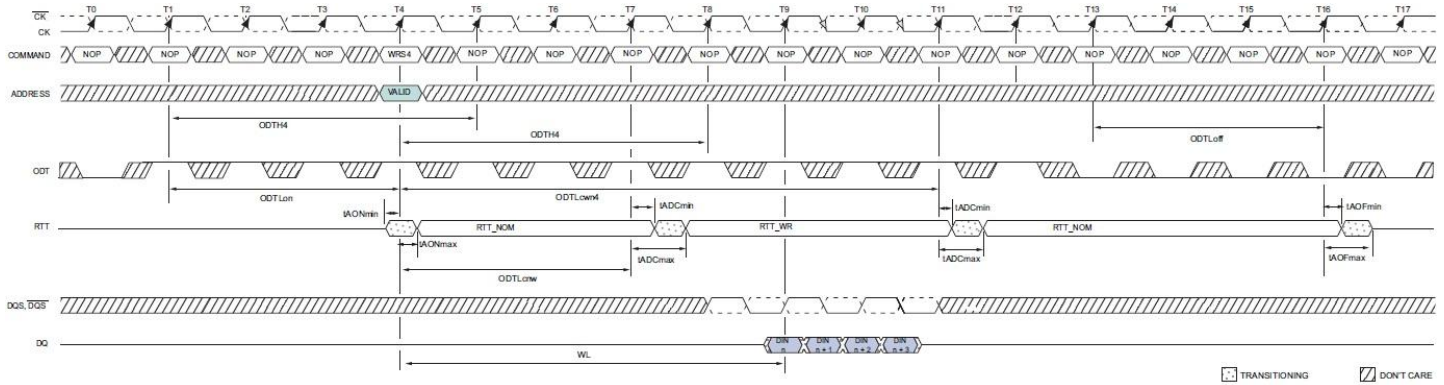 T0 T1 T2 T3 T4 T5 T6 T7 T8 T9 T10 T11 T12 T13 T14 T15 T16 T17
CK
CK
COMMAND NOP NOP NOP NOP WRS4 NOP NOP NOP NOP NOP NOP NOP NOP NOP NOP NOP NOP NOP
ADDRESS VALID
ODTH4
ODTH4 ODTLoff
ODT
ODTLon ODTLcwn4
tAONmin tADCmin tADCmin tAOFmin
RTT RTT_NOM RTT_WR RTT_NOM
tAONmax tADCmax tADCmax tAOFmax
ODTLcnw
DQS, DQS
DQ DIN n DIN n + 1 DIN n + 2 DIN n + 3
WL
TRANSITIONING DON'T CARE